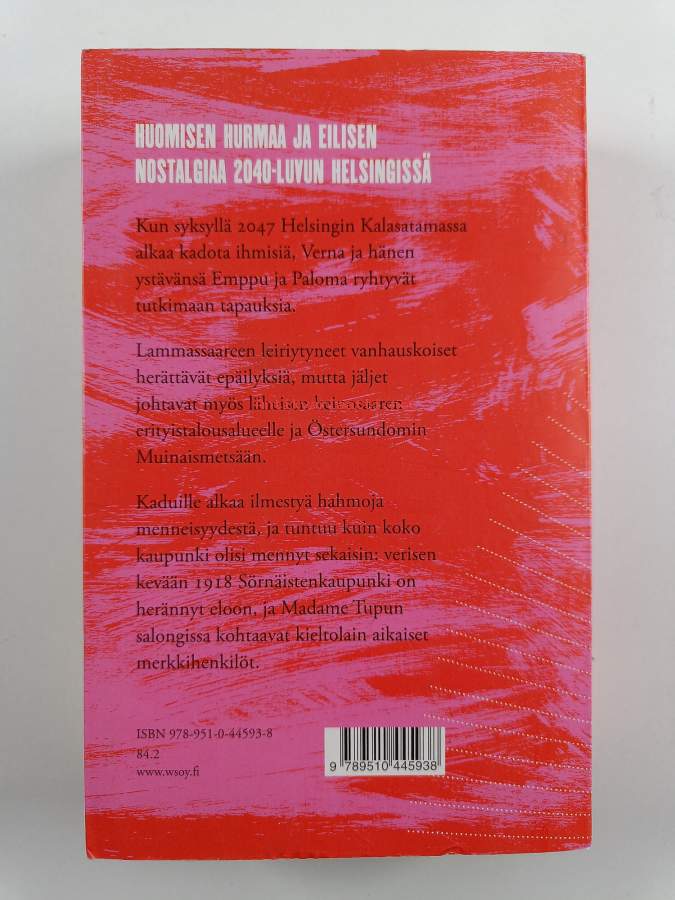 HUOMISEN HURMAA JA EILISEN
NOSTALGIAA 2040-LUVUN HELSINGISSÄ
Kun syksyllä 2047 Helsingin Kalasatamassa
alkaa kadota ihmisiä, Verna ja hänen
ystävänsä Emppu ja Paloma ryhtyvät
tutkimaan tapauksia.
Lammassaareen leiriytyneet vanhauskoiset
herättävät epäilyksiä, mutta jäljet
johtavat myös läheisen keinosaaren
erityistalousalueelle ja Östersundomin
Muinaismetsään.
Kaduille alkaa ilmestyä hahmoja
menneisyydestä, ja tuntuu kuin koko
kaupunki olisi mennyt sekaisin: verisen
kevään 1918 Sörnäistenkaupunki on
herännyt eloon, ja Madame Tupun
salongissa kohtaavat kieltolain aikaiset
merkkihenkilöt.
ISBN 978-951-0-44593-8
84.2
www.wsoy.fi
9 789510 445938